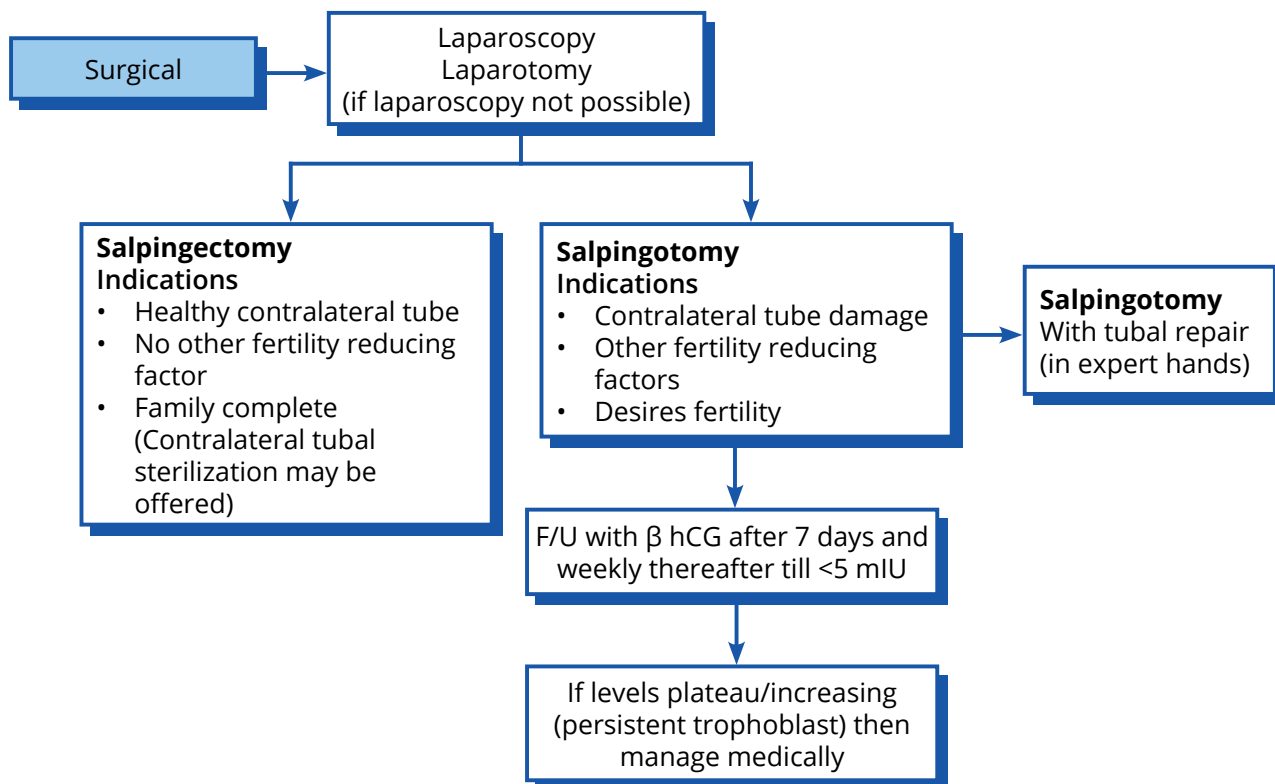 Surgical
Laparoscopy
Laparotomy
(if laparoscopy not possible)
Salpingectomy
Indications
• Healthy contralateral tube
• No other fertility reducing
factor
• Family complete
(Contralateral tubal
sterilization may be
offered)
Salpingotomy
Indications
• Contralateral tube damage
• Other fertility reducing
factors
• Desires fertility
Salpingotomy
With tubal repair
(in expert hands)
F/U with β hCG after 7 days and
weekly thereafter till <5 mIU
If levels plateau/increasing
(persistent trophoblast) then
manage medically